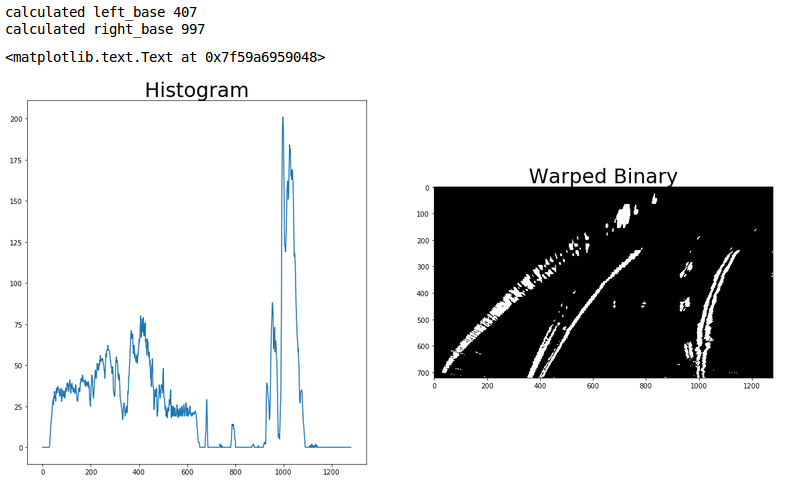 calculated left_base 407
calculated right_base 997
<matplotlib.text.Text at 0x7f59a6959048>
Histogram
200
175
150
125
100
75
50
25
0
0 200 400 600 800 1000 1200
Warped Binary
0
100
200
300
400
500
600
700
0 200 400 600 800 1000 1200